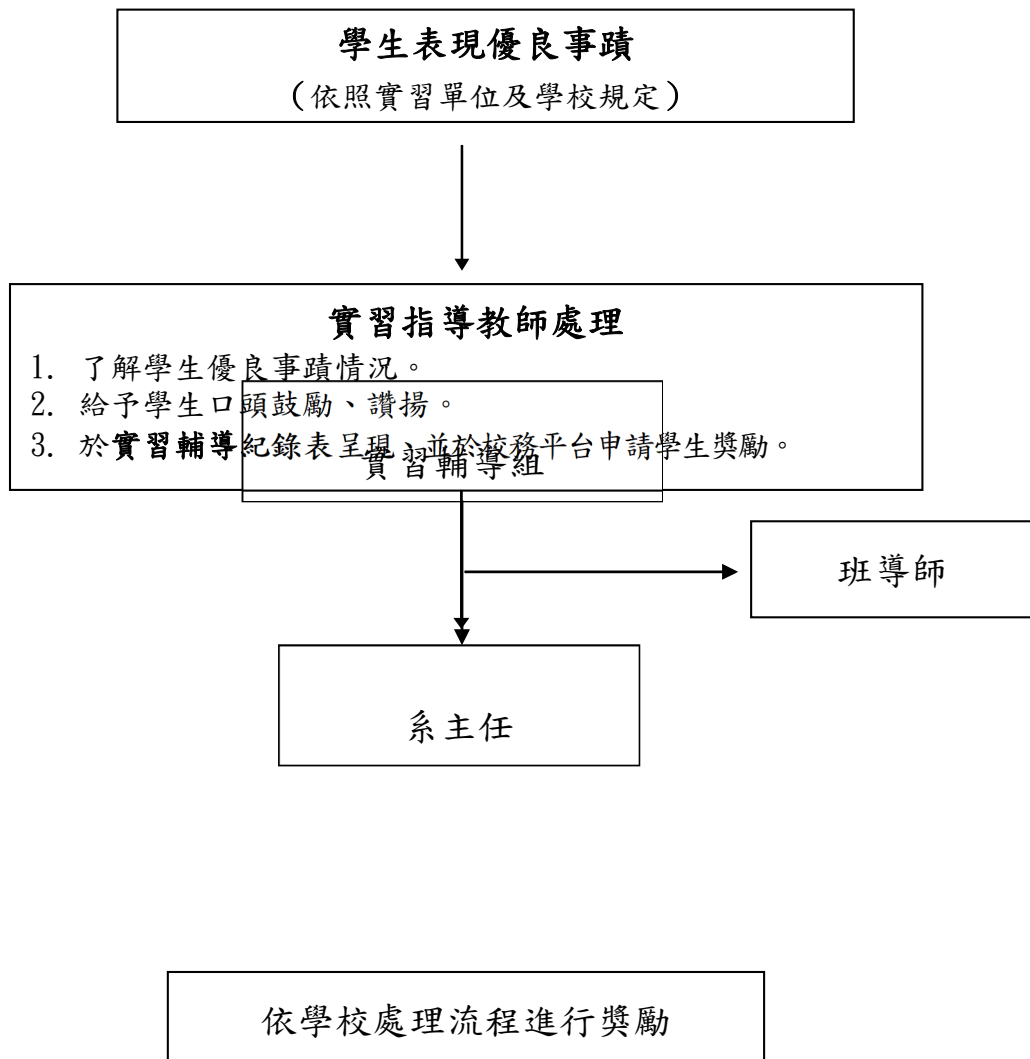 學生表現優良事蹟
（依照實習單位及學校規定）
實習指導教師處理
1. 了解學生優良事蹟情況。
2. 給予學生口頭鼓勵、讚揚。
3. 於實習輔導紀錄表呈現、並於校務平台申請學生獎勵。
實習輔導組
班導師
系主任
依學校處理流程進行獎勵